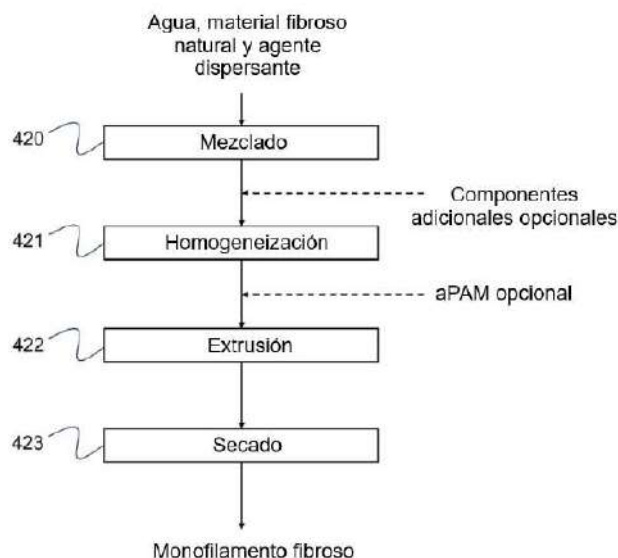 Agua, material fibroso
natural y agente
dispersante
420
Mezclado
Componentes
adicionales opcionales
421
Homogeneización
aPAM opcional
422
Extrusión
423
Secado
Monofilamento fibroso